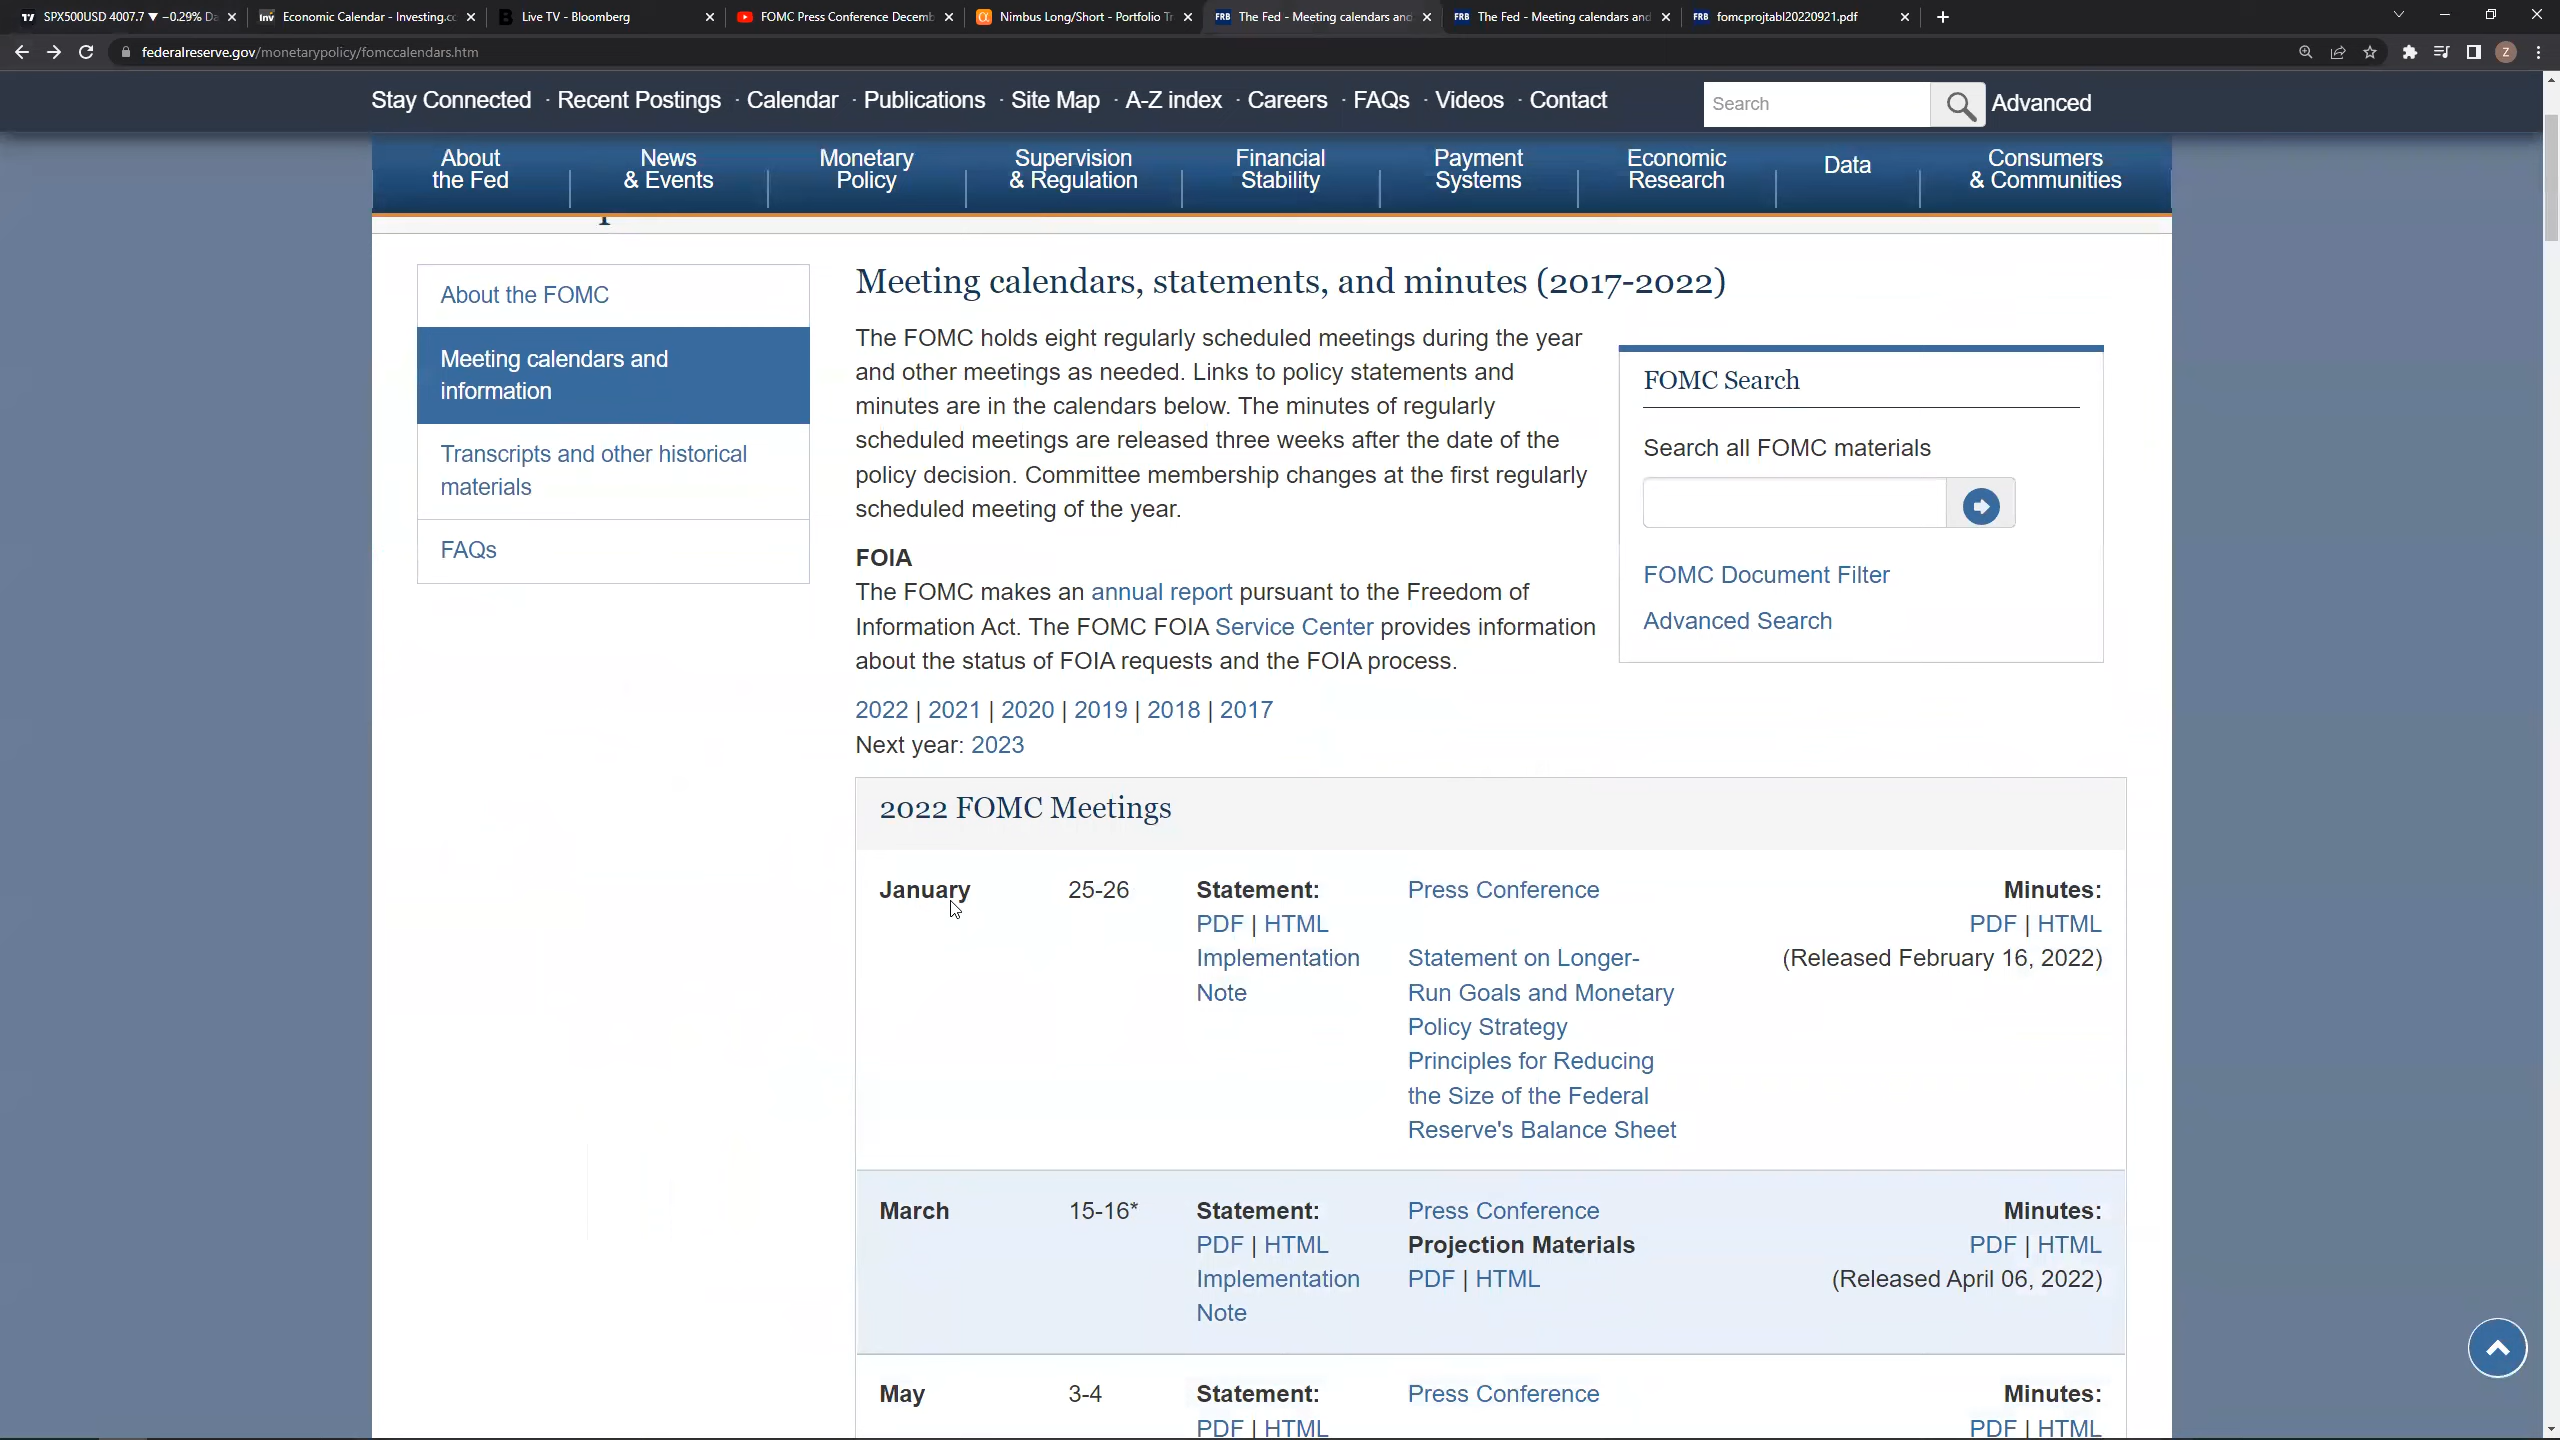 SPX500USD 4007.7 ▼ −0.29%
Economic Calendar - Investing.co
Live TV - Bloomberg
FOMC Press Conference Decemb
Nimbus Long/Short - Portfolio Tr
The Fed - Meeting calendars and
The Fed - Meeting calendars and
fomcprojtabl20220921.pdf
federalreserve.gov/monetarypolicy/fomccalendars.htm
Z
Stay Connected · Recent Postings · Calendar · Publications · Site Map · A-Z index · Careers · FAQs · Videos · Contact
Search
Advanced
About
the Fed
News
& Events
Monetary
Policy
Supervision
& Regulation
Financial
Stability
Payment
Systems
Economic
Research
Data
Consumers
& Communities
About the FOMC
Meeting calendars and
information
Transcripts and other historical
materials
FAQs
Meeting calendars, statements, and minutes (2017-2022)
The FOMC holds eight regularly scheduled meetings during the year
and other meetings as needed. Links to policy statements and
minutes are in the calendars below. The minutes of regularly
scheduled meetings are released three weeks after the date of the
policy decision. Committee membership changes at the first regularly
scheduled meeting of the year.
FOIA
The FOMC makes an annual report pursuant to the Freedom of
Information Act. The FOMC FOIA Service Center provides information
about the status of FOIA requests and the FOIA process.
2022 | 2021 | 2020 | 2019 | 2018 | 2017
Next year: 2023
FOMC Search
Search all FOMC materials
FOMC Document Filter
Advanced Search
2022 FOMC Meetings
January
25-26
Statement:
PDF | HTML
Implementation
Note
Press Conference
Statement on Longer-
Run Goals and Monetary
Policy Strategy
Principles for Reducing
the Size of the Federal
Reserve's Balance Sheet
Minutes:
PDF | HTML
(Released February 16, 2022)
March
15-16*
Statement:
PDF | HTML
Implementation
Note
Press Conference
Projection Materials
PDF | HTML
Minutes:
PDF | HTML
(Released April 06, 2022)
May
3-4
Statement:
PDF | HTML
Press Conference
Minutes:
PDF | HTML